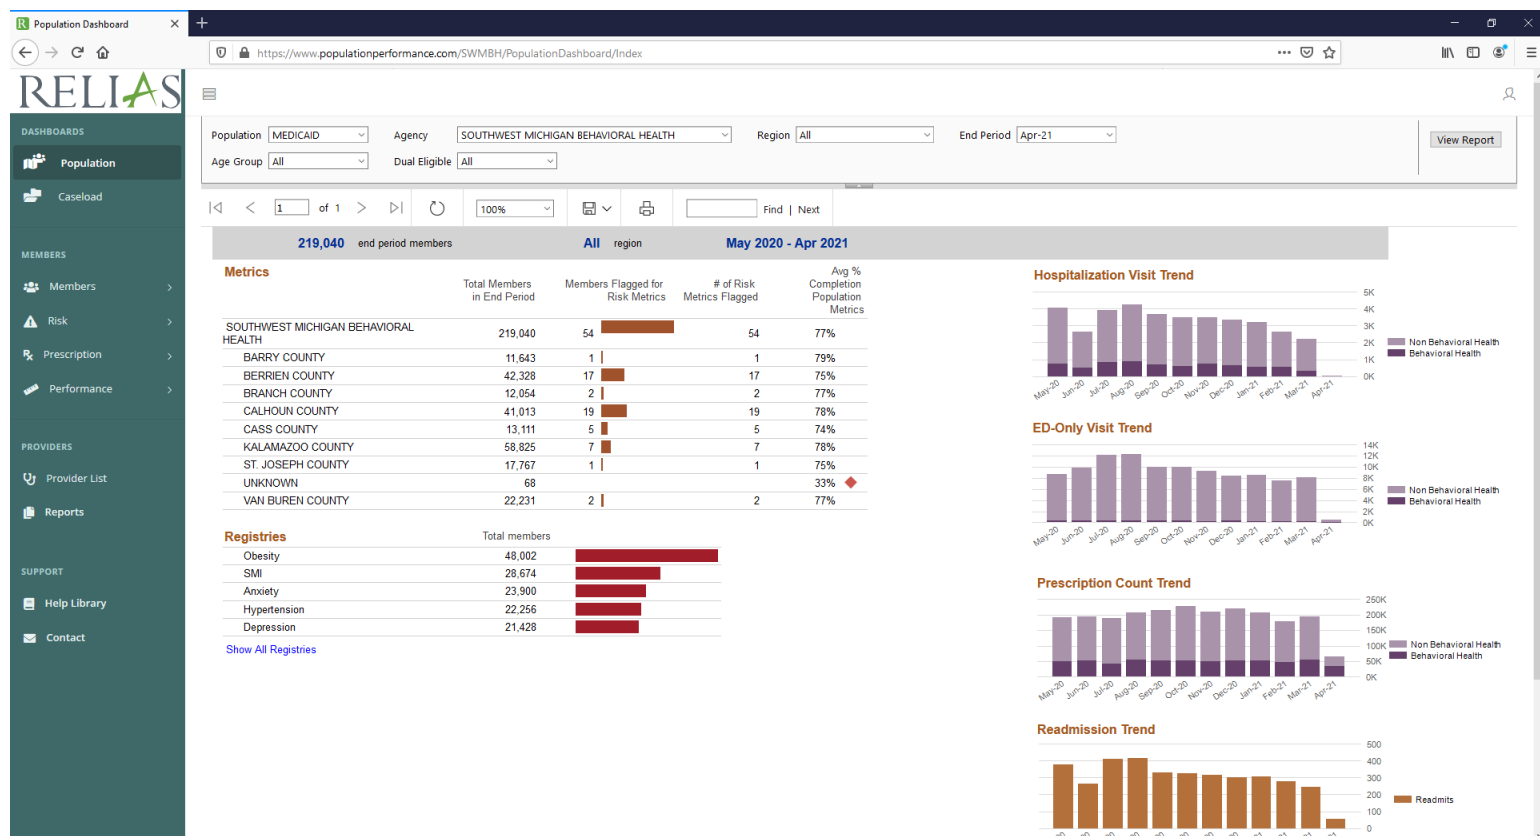 Population Dashboard
https://www.populationperformance.com/SWMBH/PopulationDashboard/Index
RELIAS
DASHBOARDS
Population
Caseload
MEMBERS
Members
Risk
Prescription
Performance
PROVIDERS
Provider List
Reports
SUPPORT
Help Library
Contact
Population MEDICAID Agency SOUTHWEST MICHIGAN BEHAVIORAL HEALTH Region All End Period Apr-21
View Report
Age Group All Dual Eligible All
1 of 1 100% Find | Next
219,040 end period members All region May 2020 - Apr 2021
Metrics
Total Members in End Period
Members Flagged for Risk Metrics
# of Risk Metrics Flagged
Avg % Completion Population Metrics
SOUTHWEST MICHIGAN BEHAVIORAL HEALTH 219,040 54 54 77%
BARRY COUNTY 11,643 1 1 79%
BERRIEN COUNTY 42,328 17 17 75%
BRANCH COUNTY 12,054 2 2 77%
CALHOUN COUNTY 41,013 19 19 78%
CASS COUNTY 13,111 5 5 74%
KALAMAZOO COUNTY 58,825 7 7 78%
ST. JOSEPH COUNTY 17,767 1 1 75%
UNKNOWN 68 33%
VAN BUREN COUNTY 22,231 2 2 77%
Registries Total members
Obesity 48,002
SMI 28,674
Anxiety 23,900
Hypertension 22,256
Depression 21,428
Show All Registries
Hospitalization Visit Trend
5K
4K
3K
2K
1K
0K
Non Behavioral Health
Behavioral Health
May-20 Jun-20 Jul-20 Aug-20 Sep-20 Oct-20 Nov-20 Dec-20 Jan-21 Feb-21 Mar-21 Apr-21
ED-Only Visit Trend
14K
12K
10K
8K
6K
4K
2K
0K
Non Behavioral Health
Behavioral Health
May-20 Jun-20 Jul-20 Aug-20 Sep-20 Oct-20 Nov-20 Dec-20 Jan-21 Feb-21 Mar-21 Apr-21
Prescription Count Trend
250K
200K
150K
100K
50K
0K
Non Behavioral Health
Behavioral Health
May-20 Jun-20 Jul-20 Aug-20 Sep-20 Oct-20 Nov-20 Dec-20 Jan-21 Feb-21 Mar-21 Apr-21
Readmission Trend
500
400
300
200
100
0
Readmits